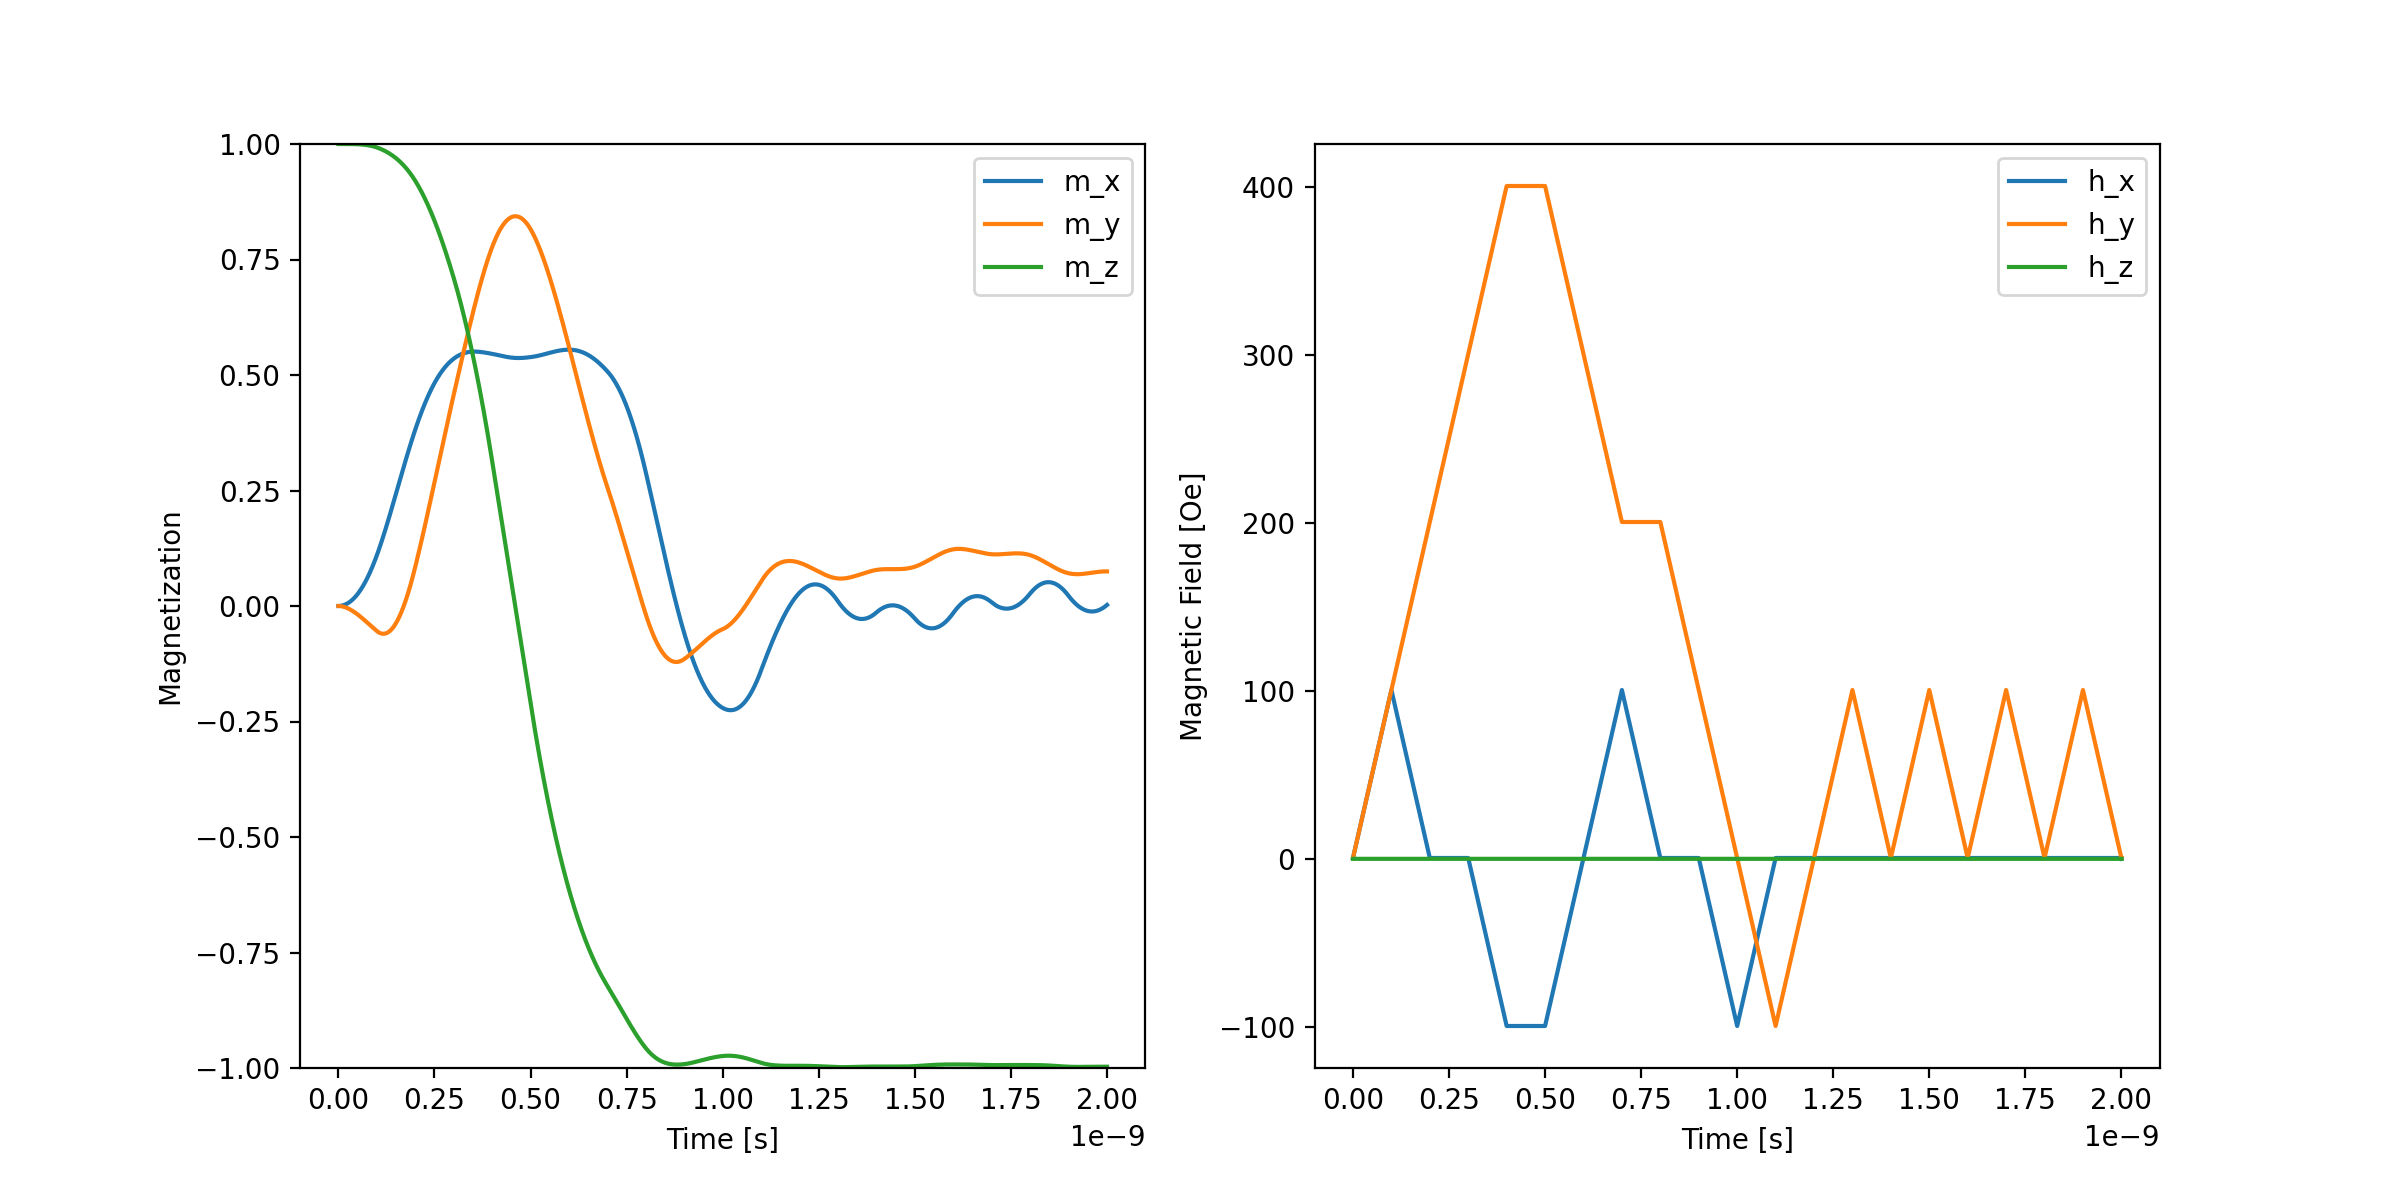 Magnetization
1.00
0.75
0.50
0.25
0.00
−0.25
−0.50
−0.75
−1.00
m_x
m_y
m_z
0.00 0.25 0.50 0.75 1.00 1.25 1.50 1.75 2.00
Time [s]
1e−9
Magnetic Field [Oe]
400
300
200
100
0
−100
h_x
h_y
h_z
0.00 0.25 0.50 0.75 1.00 1.25 1.50 1.75 2.00
Time [s]
1e−9